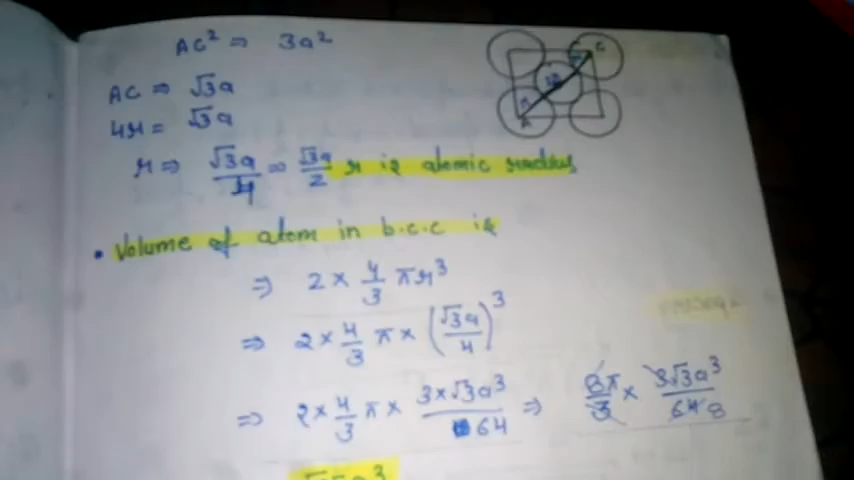 AC² ⇒ 3a²
AC ⇒ √3a
4r = √3a
r ⇒ √3a/4 = √3a/2 r is atomic radius
• Volume of atom in b.c.c is
⇒ 2 × 4/3 πr³
⇒ 2 × 4/3 π × (√3a/4)³
⇒ 2 × 4/3 π × 3×√3a³/64 ⇒ 8π/3 × 3√3a³/64 8
C
A